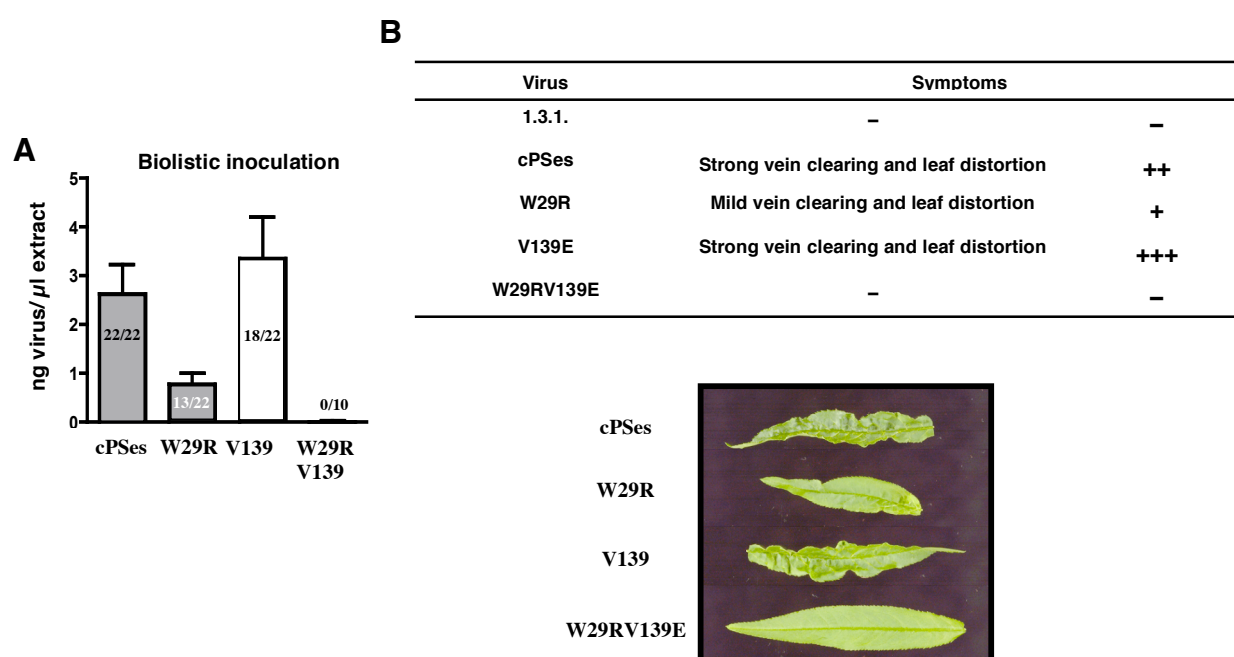 A
Biolistic inoculation
ng virus/ µl extract
5
4
3
2
1
0
22/22
13/22
18/22
0/10
cPSes W29R V139 W29R
V139
B
Virus Symptoms
1.3.1. – –
cPSes Strong vein clearing and leaf distortion ++
W29R Mild vein clearing and leaf distortion +
V139E Strong vein clearing and leaf distortion +++
W29RV139E – –
cPSes
W29R
V139
W29RV139E